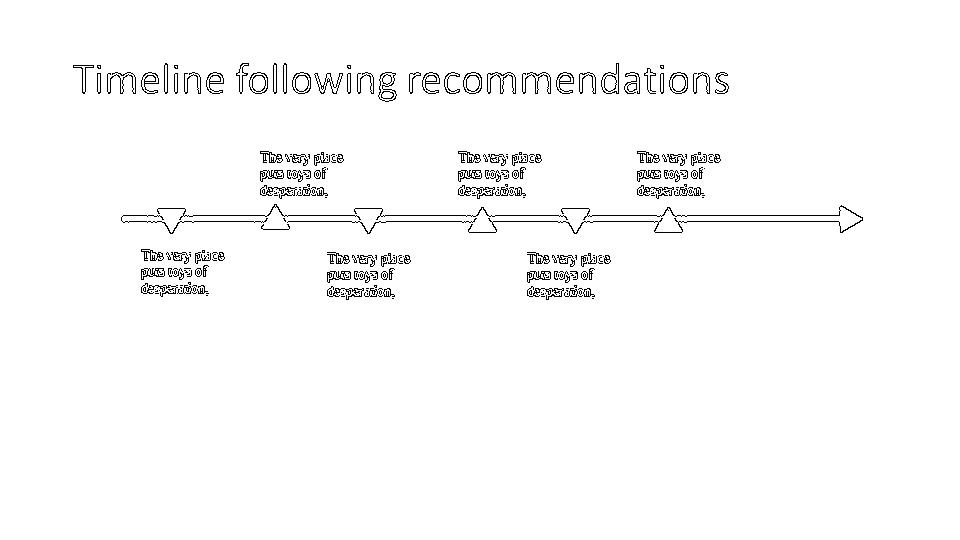 Timeline following recommendations
The very place
puts toys of
desperation,
The very place
puts toys of
desperation,
The very place
puts toys of
desperation,
The very place
puts toys of
desperation,
The very place
puts toys of
desperation,
The very place
puts toys of
desperation,